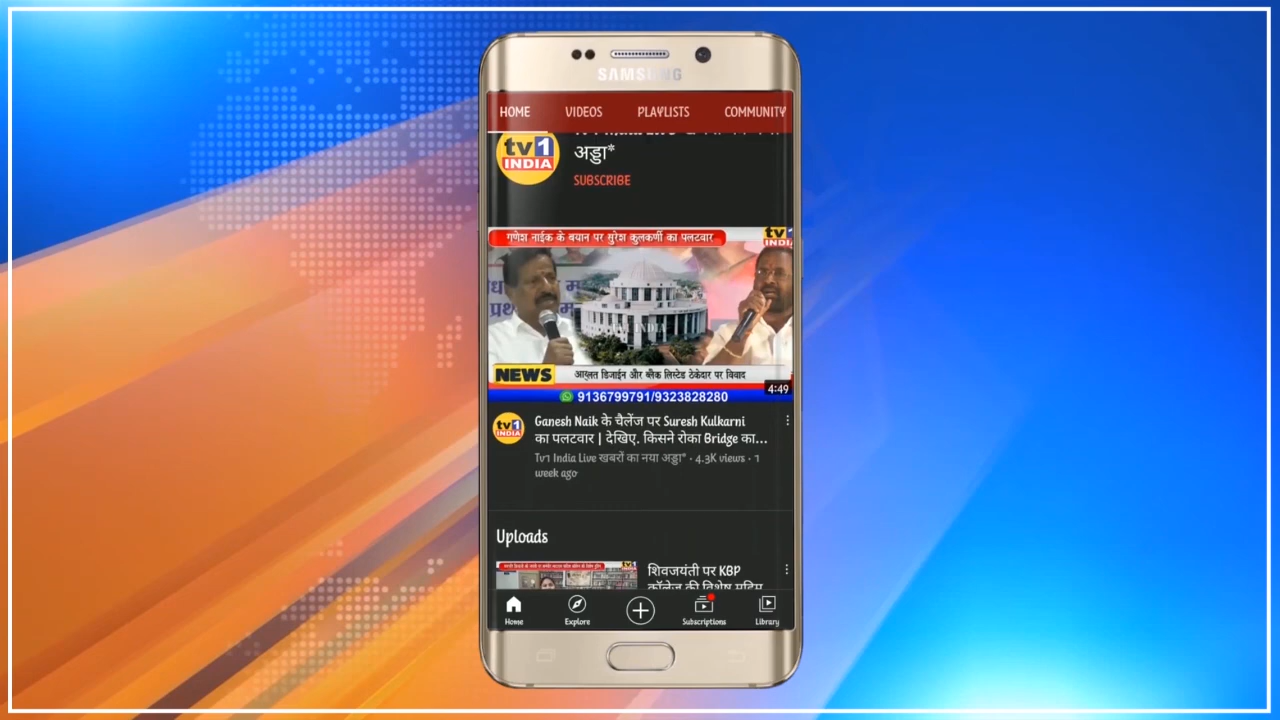 SAMSUNG
HOME VIDEOS PLAYLISTS COMMUNITY
tv1
INDIA
अड्डा*
SUBSCRIBE
गणेश नाईक के बयान पर सुरेश कुलकर्णी का पलटवार
tv1
INDIA
NEWS
आयलत डिजाईन और ब्लैक लिस्टेड ठेकेदार पर विवाद
4:49
9136799791/9323828280
tv1
INDIA
Ganesh Naik के चैलेंज पर Suresh Kulkarni
का पलटवार | देखिए. किसने रोका Bridge का...
Tv1 India Live खबरों का नया अड्डा* · 4.3K views · 1
week ago
Uploads
शिवजयंती पर KBP
कॉलेज की विशेष मुहिम
Home Explore Subscriptions Library